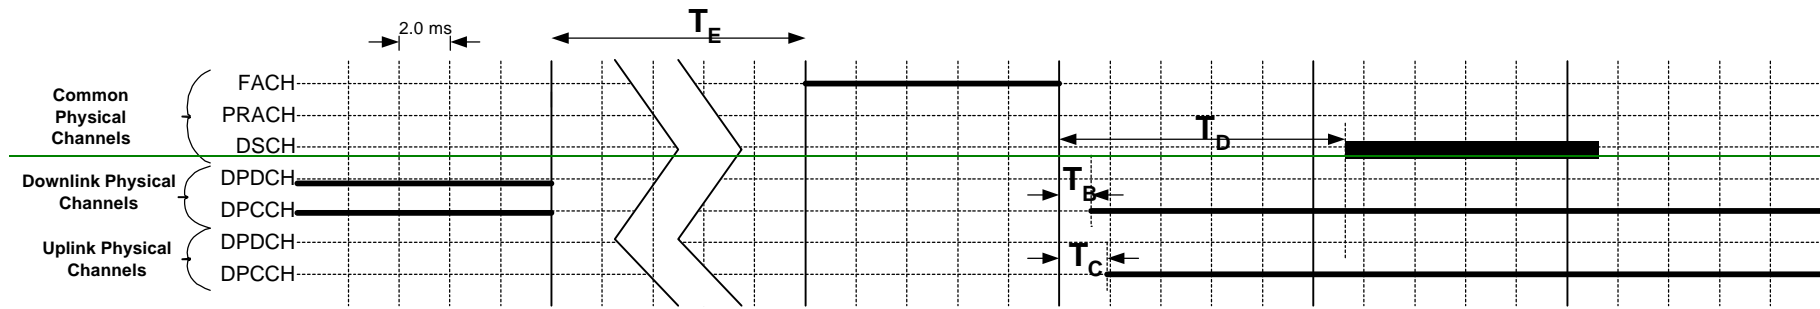 T_E
2.0 ms
FACH
Common
Physical
Channels
PRACH
DSCH
T_D
Downlink Physical
Channels
DPDCH
DPCCH
T_B
Uplink Physical
Channels
DPDCH
DPCCH
T_C